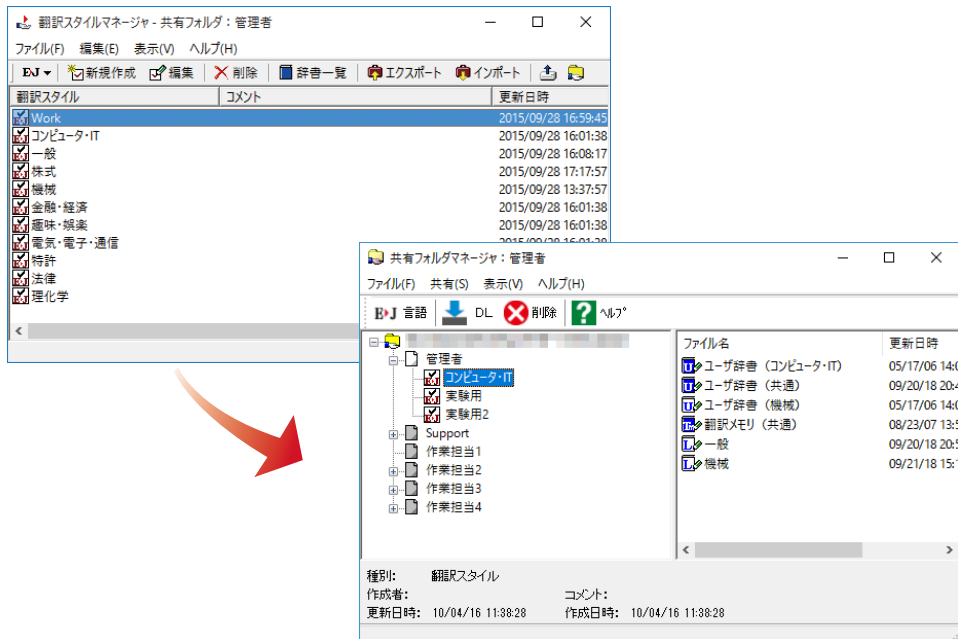 翻訳スタイルマネージャ - 共有フォルダ：管理者
ファイル(F) 編集(E) 表示(V) ヘルプ(H)
E›J 新規作成 編集 削除 辞書一覧 エクスポート インポート
翻訳スタイル コメント 更新日時
Work 2015/09/28 16:59:45
コンピュータ・IT 2015/09/28 16:01:38
一般 2015/09/28 16:08:17
株式 2015/09/28 17:17:57
機械 2015/09/28 13:37:57
金融・経済 2015/09/28 16:01:38
趣味・娯楽 2015/09/28 16:01:38
電気・電子・通信 2015/09/28 16:01:38
特許
法律
理化学
共有フォルダマネージャ：管理者
ファイル(F) 共有(S) 表示(V) ヘルプ(H)
E›J 言語 DL 削除 ヘルプ
管理者
コンピュータ・IT
実験用
実験用2
Support
作業担当1
作業担当2
作業担当3
作業担当4
ファイル名 更新日時
ユーザ辞書（コンピュータ・IT） 05/17/06 14:0
ユーザ辞書（共通） 09/20/18 20:4
ユーザ辞書（機械） 05/17/06 14:0
翻訳メモリ（共通） 08/23/07 13:5
一般 09/20/18 20:5
機械 09/21/18 15:1
種別: 翻訳スタイル
作成者: コメント:
更新日時: 10/04/16 11:38:28 作成日時: 10/04/16 11:38:28